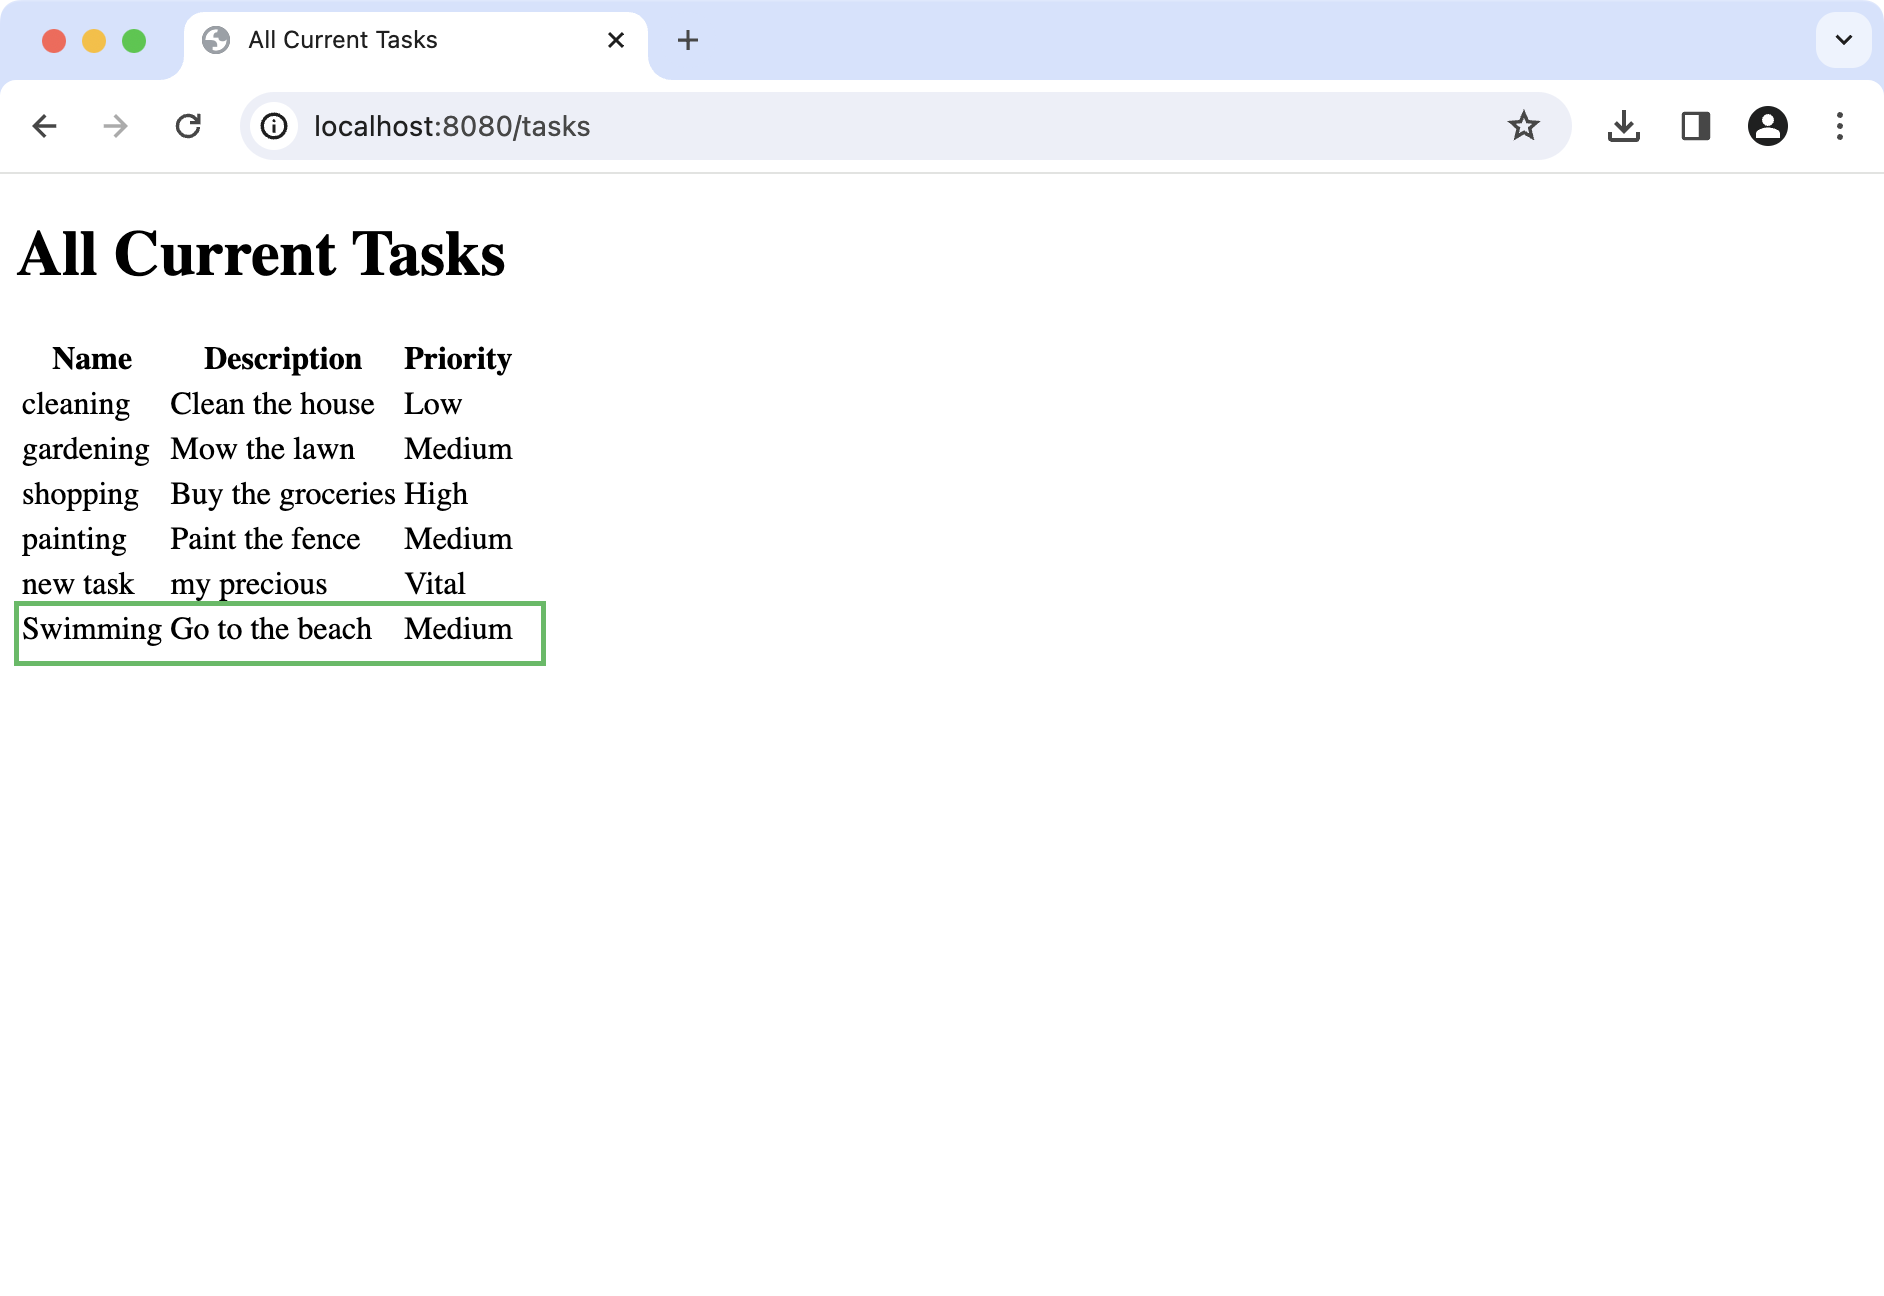 All Current Tasks
localhost:8080/tasks
All Current Tasks
Name Description Priority
cleaning Clean the house Low
gardening Mow the lawn Medium
shopping Buy the groceries High
painting Paint the fence Medium
new task my precious Vital
Swimming Go to the beach Medium